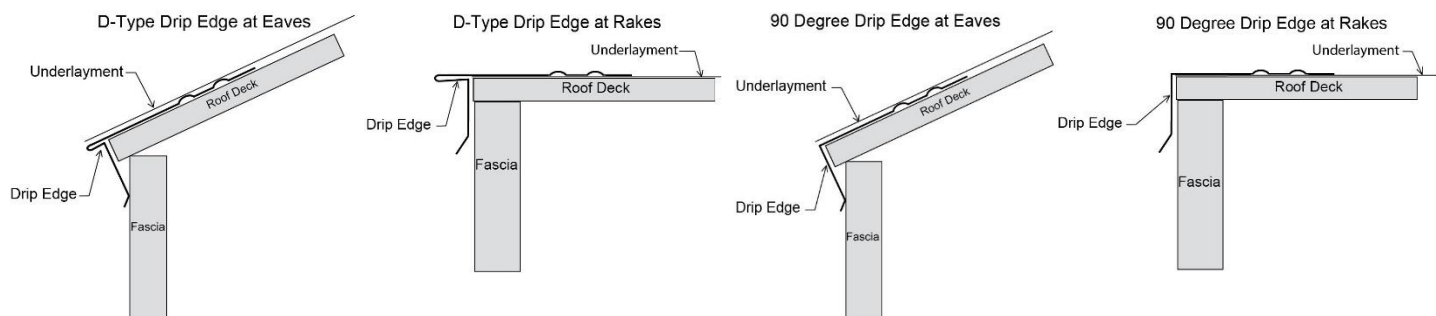 D-Type Drip Edge at Eaves
Underlayment
Roof Deck
Drip Edge
Fascia
D-Type Drip Edge at Rakes
Underlayment
Roof Deck
Drip Edge
Fascia
90 Degree Drip Edge at Eaves
Underlayment
Roof Deck
Drip Edge
Fascia
90 Degree Drip Edge at Rakes
Underlayment
Roof Deck
Drip Edge
Fascia